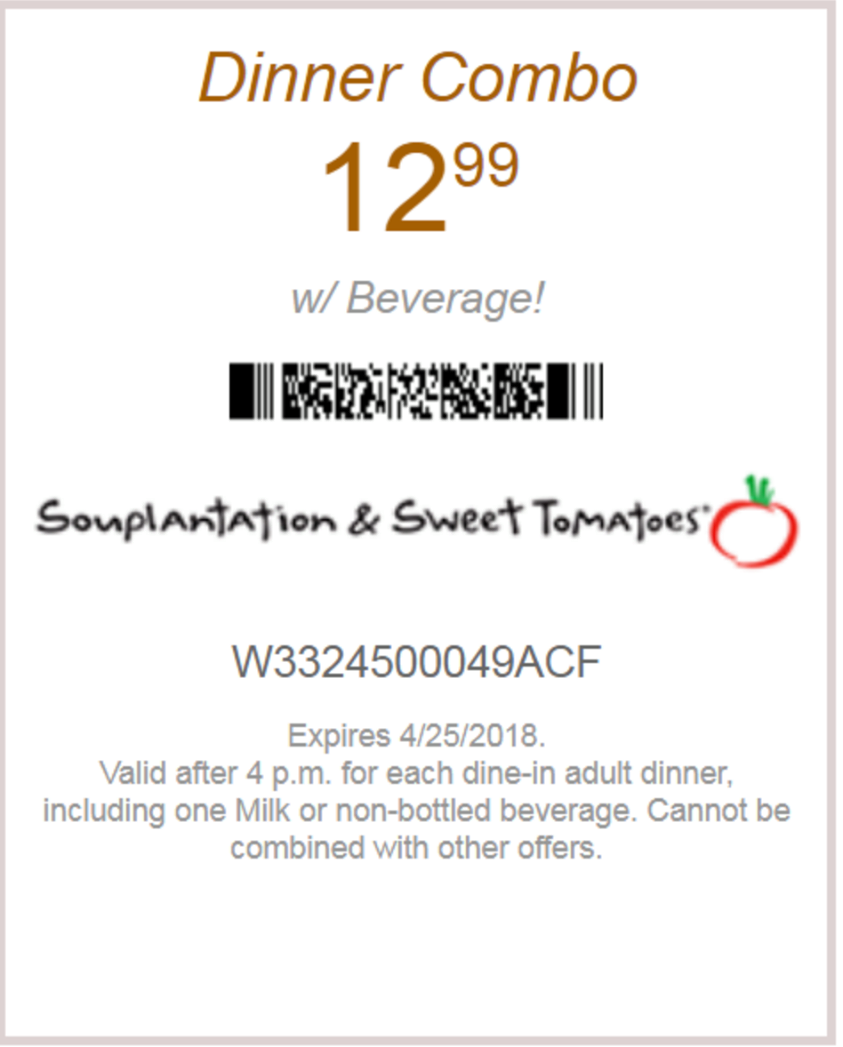 Dinner Combo
12 99
w/ Beverage!
Souplantation & Sweet Tomatoes
W3324500049ACF
Expires 4/25/2018.
Valid after 4 p.m. for each dine-in adult dinner,
including one Milk or non-bottled beverage. Cannot be
combined with other offers.